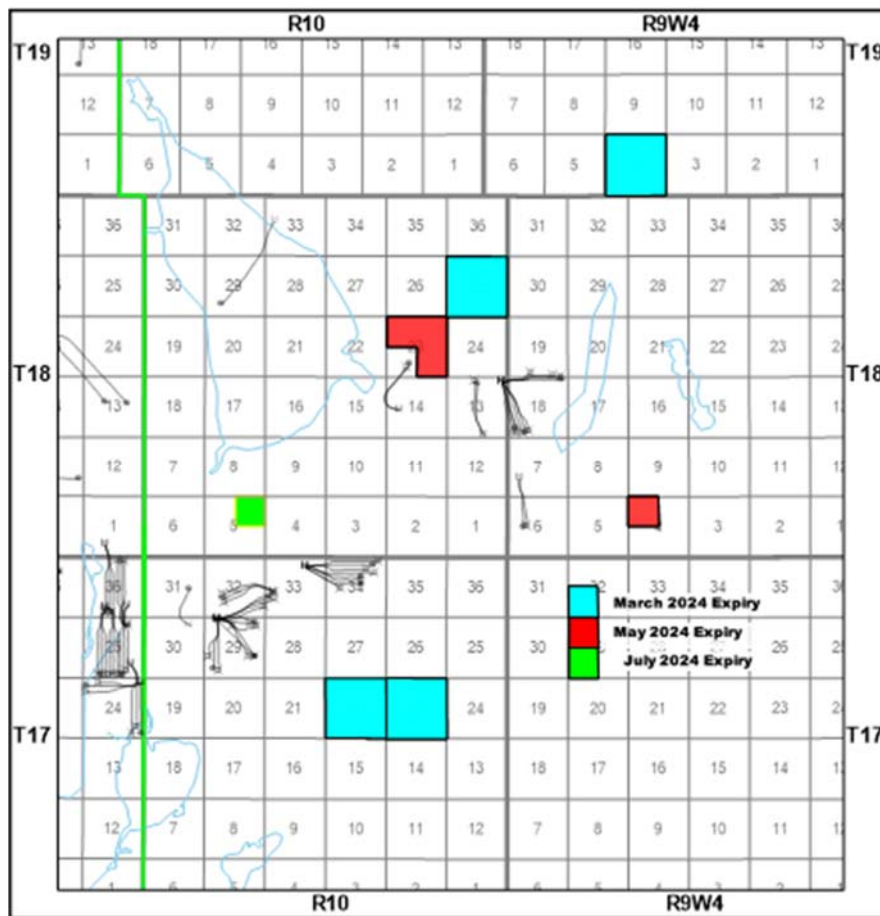 R10 R9W4
T19 13 18 17 16 15 14 13 18 17 16 15 14 13 T19
12 7 8 9 10 11 12 7 8 9 10 11 12
1 6 5 4 3 2 1 6 5 3 2 1
36 31 32 33 34 35 36 31 32 33 34 35
25 30 29 28 27 26 30 29 28 27 26
24 19 20 21 22 24 19 20 21 22 23
T18 T18
13 18 17 16 15 14 13 18 17 16 15 14
12 7 8 9 10 11 12 7 8 9 10 11
1 6 5 4 3 2 1 6 5 3 2
36 31 32 33 34 35 36 31 32 33 34 35
March 2024 Expiry
May 2024 Expiry
25 30 29 28 27 26 25 30 27 26
July 2024 Expiry
24 19 20 21 24 19 20 21 22 23
T17 T17
13 18 17 16 15 14 13 18 17 16 15 14
12 7 8 9 10 11 12 7 8 9 10 11
R10 R9W4